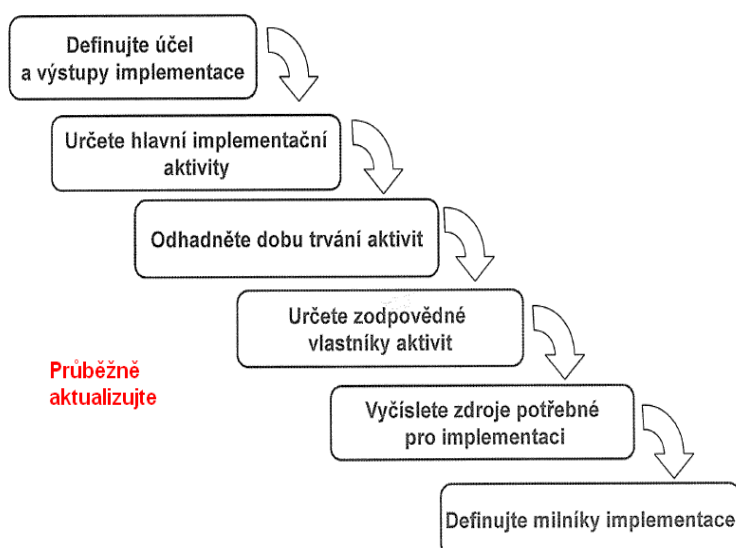 Definujte účel
a výstupy implementace
Určete hlavní implementační
aktivity
Odhadněte dobu trvání aktivit
Určete zodpovědné
vlastníky aktivit
Průběžně
aktualizujte
Vyčíslete zdroje potřebné
pro implementaci
Definujte milníky implementace